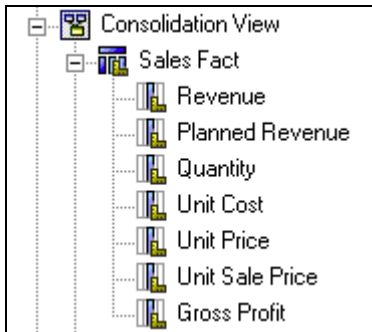 Consolidation View
Sales Fact
Revenue
Planned Revenue
Quantity
Unit Cost
Unit Price
Unit Sale Price
Gross Profit